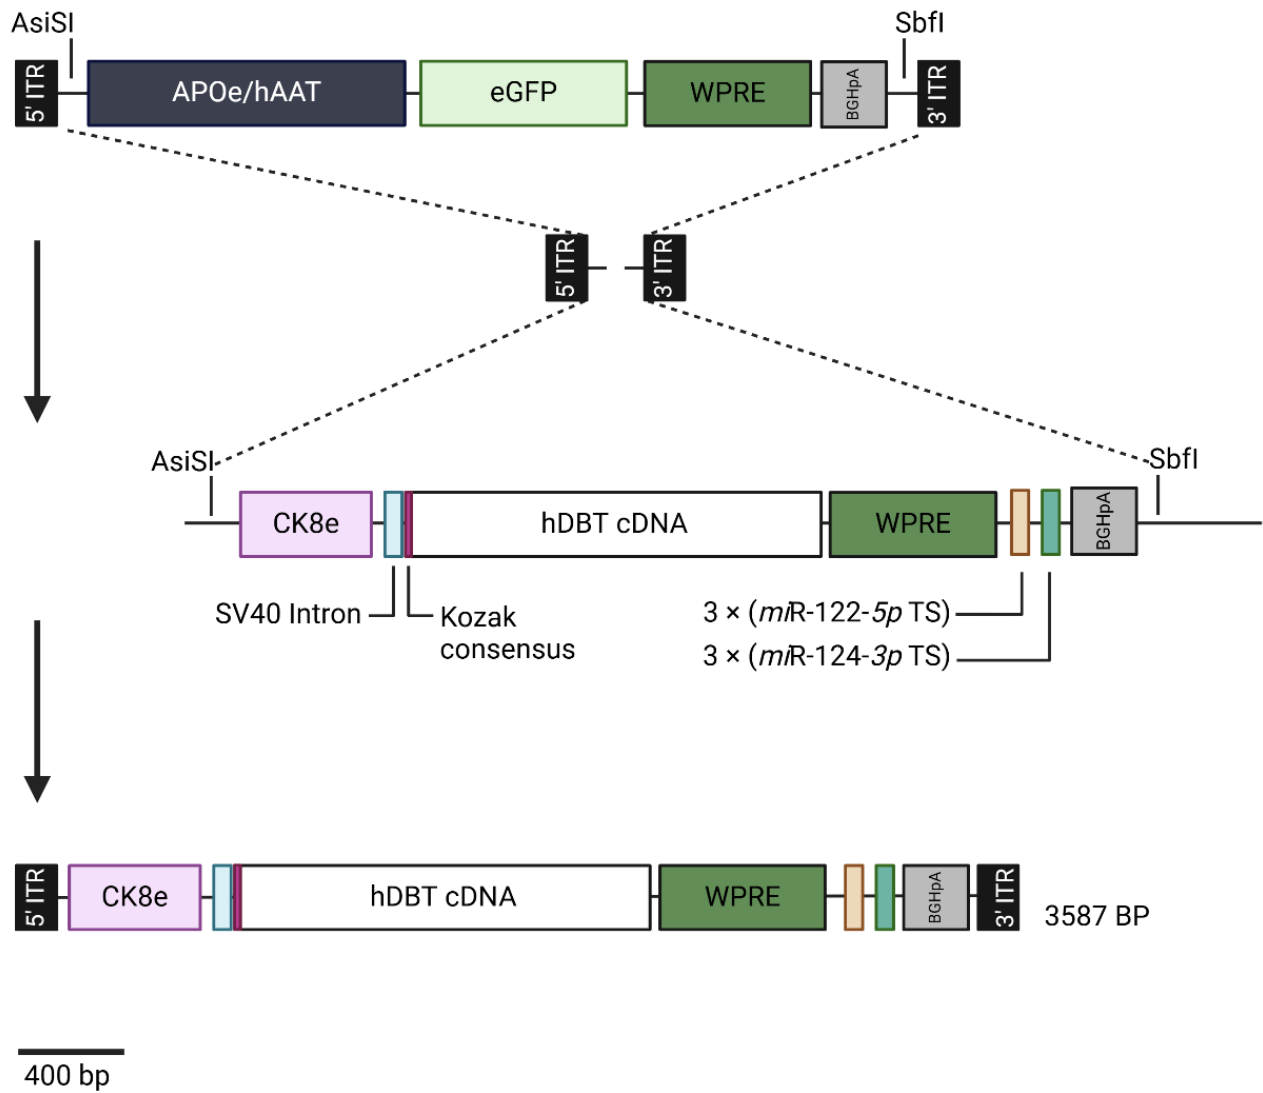 AsiSI
SbfI
5' ITR
APOe/hAAT
eGFP
WPRE
BGHpA
3' ITR
5' ITR
3' ITR
AsiSI
SbfI
CK8e
hDBT cDNA
WPRE
BGHpA
SV40 Intron
Kozak
consensus
3 × (miR-122-5p TS)
3 × (miR-124-3p TS)
5' ITR
CK8e
hDBT cDNA
WPRE
BGHpA
3' ITR
3587 BP
400 bp